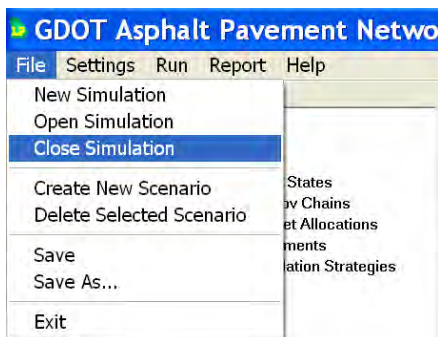 GDOT Asphalt Pavement Netwo
File Settings Run Report Help
New Simulation
Open Simulation
Close Simulation
Create New Scenario
States
Delete Selected Scenario
ov Chains
et Allocations
ments
Save
lation Strategies
Save As...
Exit